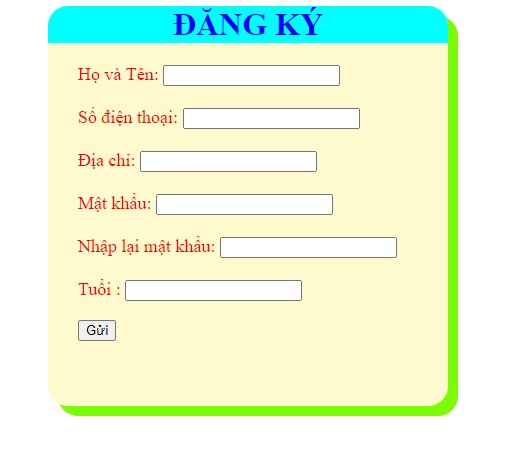 ĐĂNG KÝ
Họ và Tên:
Số điện thoại:
Địa chỉ:
Mật khẩu:
Nhập lại mật khẩu:
Tuổi :
Gửi